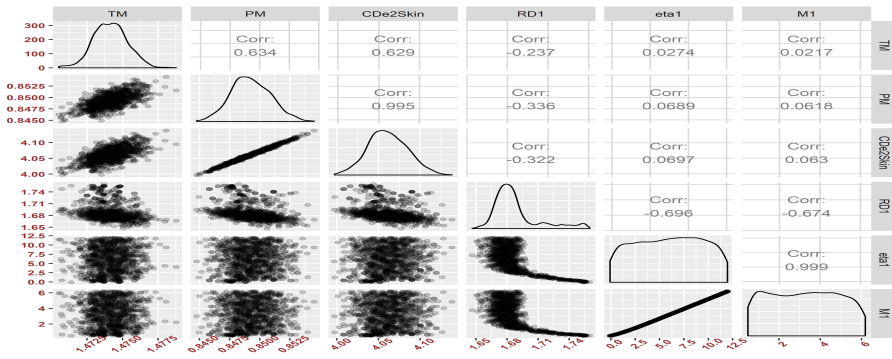 TM PM CDe2Skin RD1 eta1 M1
300
200
100
0
Corr:
0.634
Corr:
0.629
Corr:
-0.237
Corr:
0.0274
Corr:
0.0217
TM
0.8525
0.8500
0.8475
0.8450
Corr:
0.995
Corr:
-0.336
Corr:
0.0689
Corr:
0.0618
PM
4.10
4.05
4.00
Corr:
-0.322
Corr:
0.0697
Corr:
0.063
CDe2Skin
1.74
1.71
1.68
1.65
Corr:
-0.696
Corr:
-0.674
RD1
12.5
10.0
7.5
5.0
2.5
0.0
Corr:
0.999
eta1
6
4
2
M1
1.4725 1.4750 1.4775 0.8450 0.8475 0.8500 0.8525 4.00 4.05 4.10 1.65 1.68 1.71 1.74 0.0 2.5 5.0 7.5 10.0 12.5 2 4 6